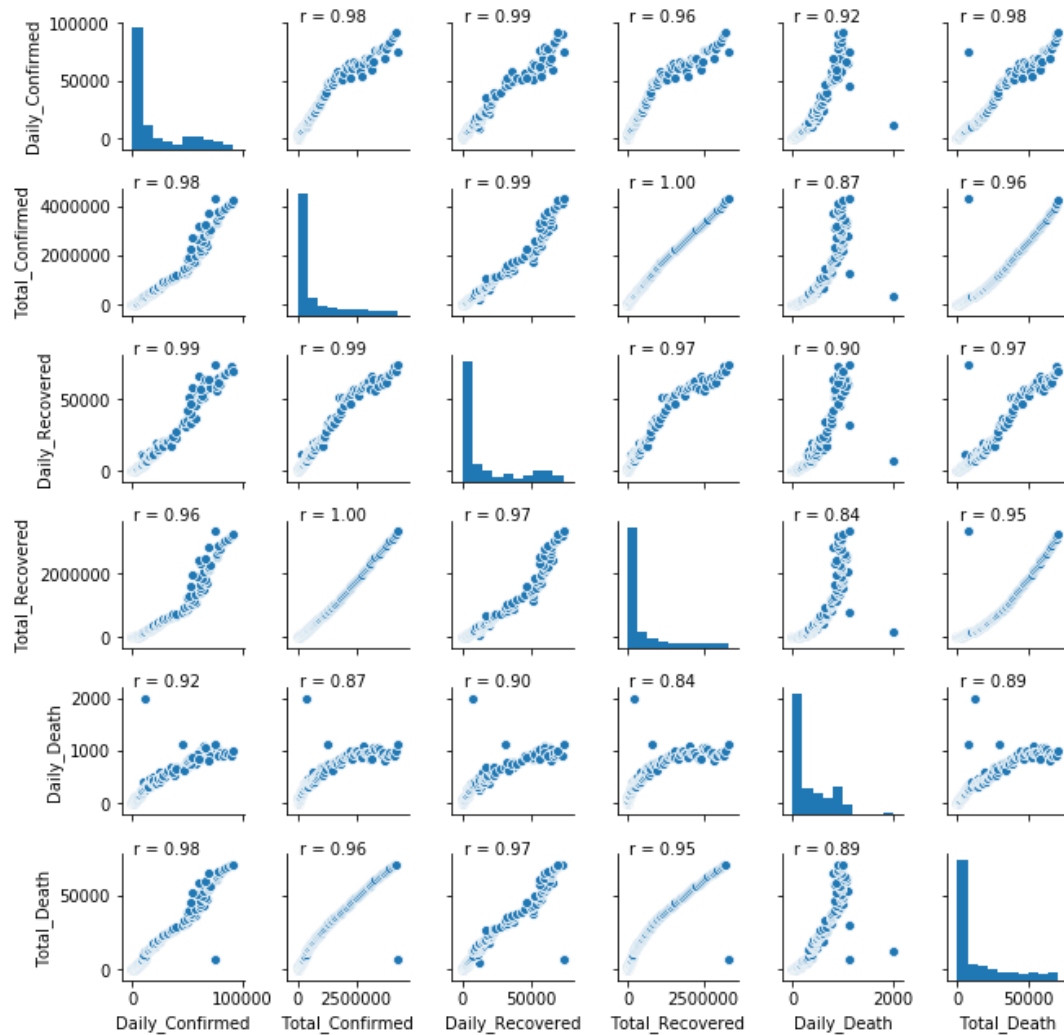 r = 0.98 r = 0.99 r = 0.96 r = 0.92 r = 0.98
100000
50000
0
Daily_Confirmed
r = 0.98 r = 0.99 r = 1.00 r = 0.87 r = 0.96
4000000
2000000
0
Total_Confirmed
r = 0.99 r = 0.99 r = 0.97 r = 0.90 r = 0.97
50000
0
Daily_Recovered
r = 0.96 r = 1.00 r = 0.97 r = 0.84 r = 0.95
2000000
0
Total_Recovered
r = 0.92 r = 0.87 r = 0.90 r = 0.84 r = 0.89
2000
1000
0
Daily_Death
r = 0.98 r = 0.96 r = 0.97 r = 0.95 r = 0.89
50000
0
Total_Death
0 100000 0 2500000 0 50000 0 2500000 0 2000 0 50000
Daily_Confirmed Total_Confirmed Daily_Recovered Total_Recovered Daily_Death Total_Death